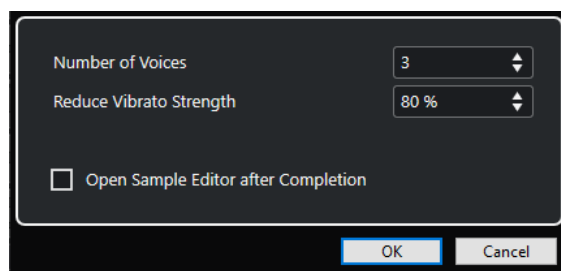 Number of Voices 3
Reduce Vibrato Strength 80 %
Open Sample Editor after Completion
OK Cancel